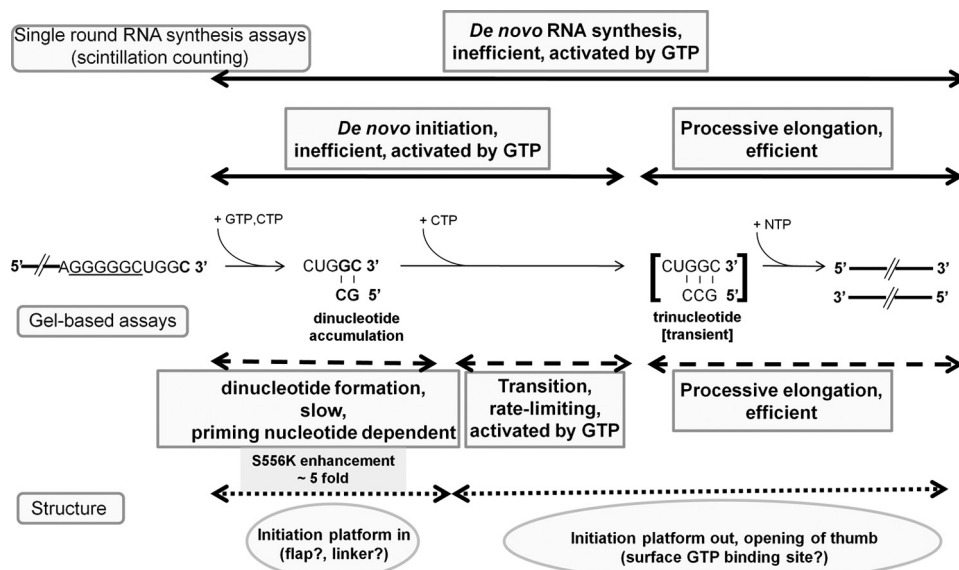 Single round RNA synthesis assays
(scintillation counting)
De novo RNA synthesis,
inefficient, activated by GTP
De novo initiation,
inefficient, activated by GTP
Processive elongation,
efficient
+ GTP,CTP
+ CTP
+ NTP
5’ AGGGGGCUGGC 3’
CUGGC 3’
CG 5’
dinucleotide
accumulation
CUGGC 3’
CCG 5’
trinucleotide
[transient]
5’ 3’
3’ 5’
Gel-based assays
dinucleotide formation,
slow,
priming nucleotide dependent
Transition,
rate-limiting,
activated by GTP
Processive elongation,
efficient
S556K enhancement
~ 5 fold
Structure
Initiation platform in
(flap?, linker?)
Initiation platform out, opening of thumb
(surface GTP binding site?)